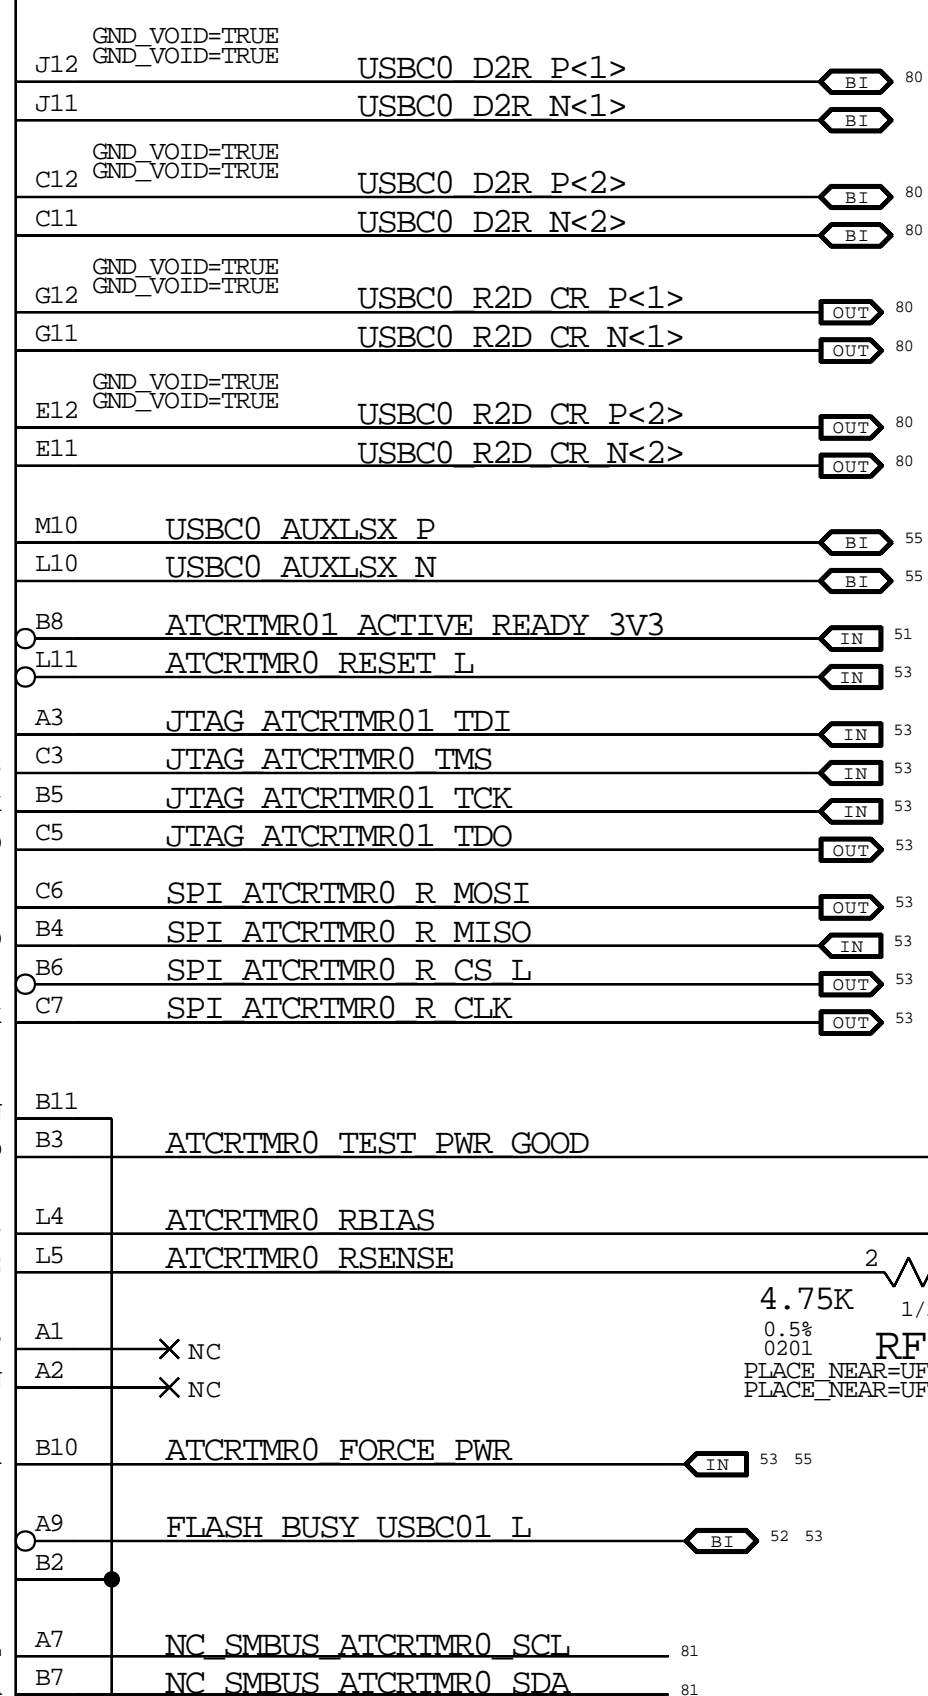 GND_VOID=TRUE
J12 GND_VOID=TRUE USBC0_D2R_P<1> BI 80
J11 USBC0_D2R_N<1> BI
GND_VOID=TRUE
C12 GND_VOID=TRUE USBC0_D2R_P<2> BI 80
C11 USBC0_D2R_N<2> BI 80
GND_VOID=TRUE
G12 GND_VOID=TRUE USBC0_R2D_CR_P<1> OUT 80
G11 USBC0_R2D_CR_N<1> OUT 80
GND_VOID=TRUE
E12 GND_VOID=TRUE USBC0_R2D_CR_P<2> OUT 80
E11 USBC0_R2D_CR_N<2> OUT 80
M10 USBC0_AUXLSX_P BI 55
L10 USBC0_AUXLSX_N BI 55
B8 ATCRTMR01_ACTIVE_READY_3V3 IN 51
L11 ATCRTMR0_RESET_L IN 53
A3 JTAG_ATCRTMR01_TDI IN 53
C3 JTAG_ATCRTMR0_TMS IN 53
B5 JTAG_ATCRTMR01_TCK IN 53
C5 JTAG_ATCRTMR01_TDO OUT 53
C6 SPI_ATCRTMR0_R_MOSI OUT 53
B4 SPI_ATCRTMR0_R_MISO IN 53
B6 SPI_ATCRTMR0_R_CS_L OUT 53
C7 SPI_ATCRTMR0_R_CLK OUT 53
B11
B3 ATCRTMR0_TEST_PWR_GOOD
L4 ATCRTMR0_RBIAS
L5 ATCRTMR0_RSENSE 2
4.75K 1/
0.5%
0201 RF
PLACE_NEAR=UF
PLACE_NEAR=UF
A1 NC
A2 NC
B10 ATCRTMR0_FORCE_PWR IN 53 55
A9 FLASH_BUSY_USBC01_L BI 52 53
B2
A7 NC_SMBUS_ATCRTMR0_SCL 81
B7 NC_SMBUS_ATCRTMR0_SDA 81